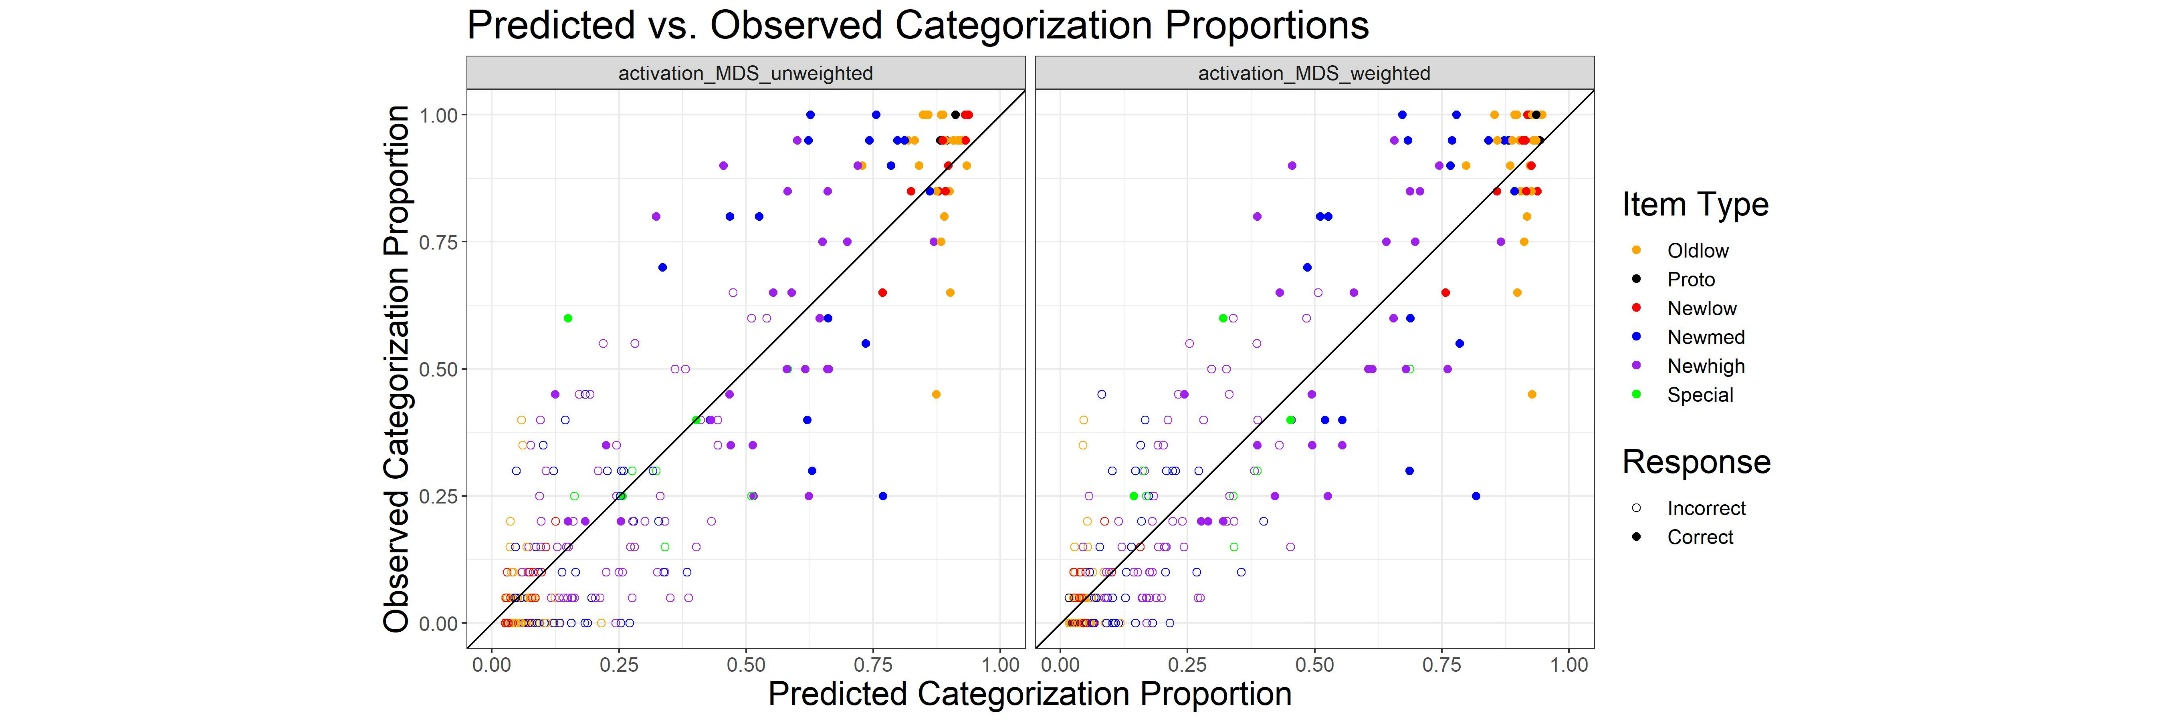 Predicted vs. Observed Categorization Proportions
activation_MDS_unweighted
activation_MDS_weighted
Observed Categorization Proportion
1.00
0.75
0.50
0.25
0.00
0.00 0.25 0.50 0.75 1.00
0.00 0.25 0.50 0.75 1.00
Predicted Categorization Proportion
Item Type
Oldlow
Proto
Newlow
Newmed
Newhigh
Special
Response
Incorrect
Correct